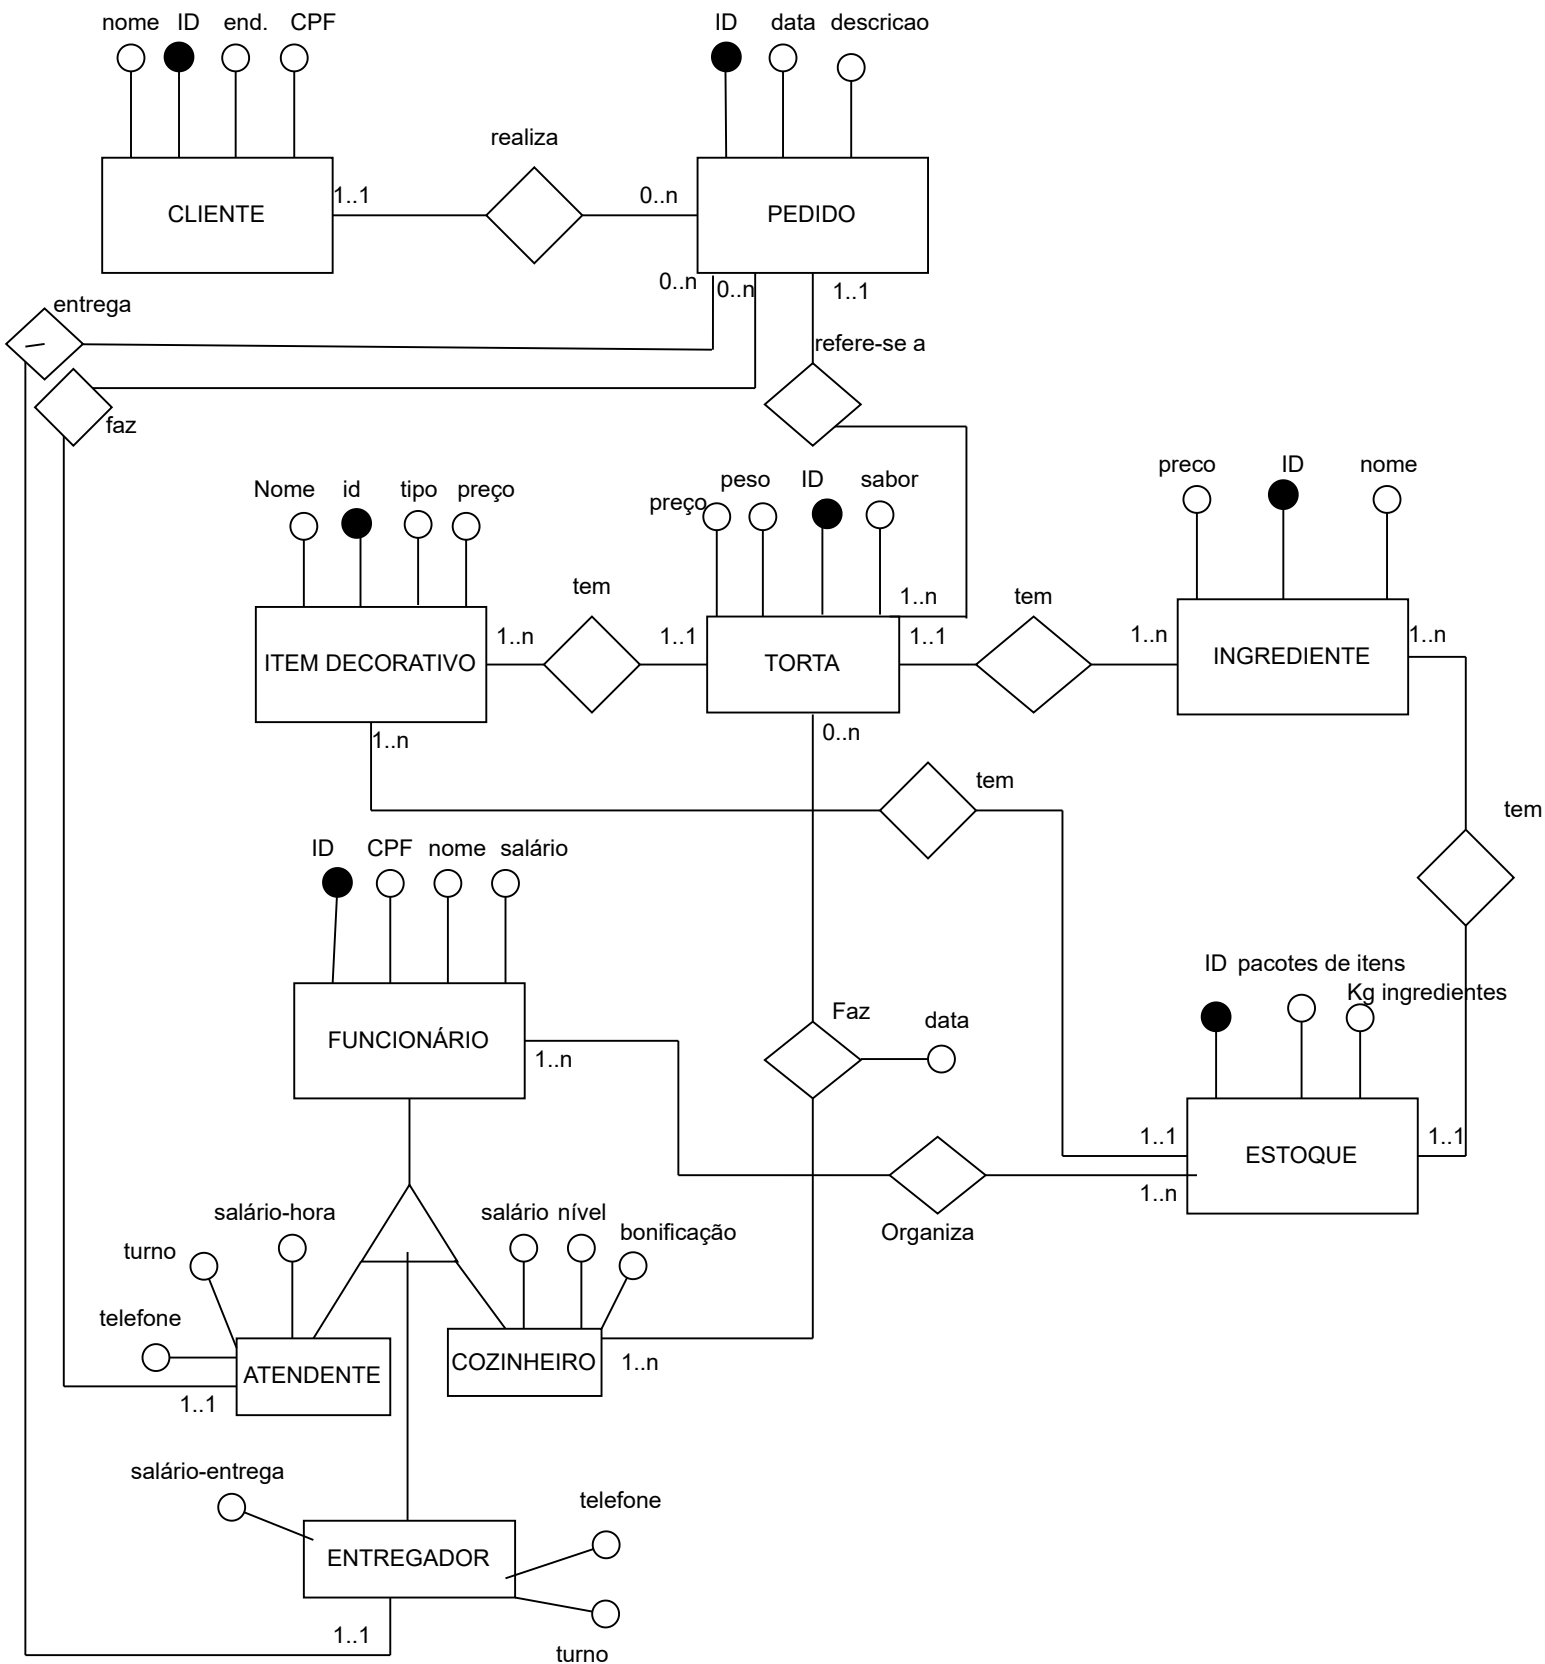 nome ID end. CPF
ID data descricao
realiza
1..1
0..n
CLIENTE
PEDIDO
0..n
0..n
1..1
entrega
refere-se a
faz
Nome id tipo preço
preço peso ID sabor
preco ID nome
tem
1..n
tem
1..n
1..1
1..1
1..n
1..n
ITEM DECORATIVO
TORTA
INGREDIENTE
1..n
0..n
tem
tem
ID CPF nome salário
ID pacotes de itens
Kg ingredientes
Faz
data
FUNCIONÁRIO
1..n
1..1
1..1
ESTOQUE
1..n
Organiza
salário-hora
salário nível
bonificação
turno
telefone
ATENDENTE
COZINHEIRO
1..n
1..1
salário-entrega
telefone
ENTREGADOR
1..1
turno